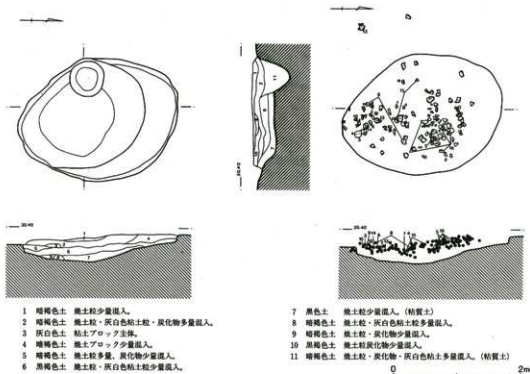 30.40
30.40
30.40
1 暗褐色土 焼土粒少量混入。
2 暗褐色土 焼土粒・灰白色粘土粒・炭化物多量混入。
3 灰白色土 粘土ブロック主体。
4 暗褐色土 焼土ブロック少量混入。
5 暗褐色土 焼土粒多量、炭化物少量混入。
6 黒褐色土 焼土粒・灰白色粘土粒少量混入。
7 黒色土 焼土粒少量混入。(粘質土)
8 暗褐色土 焼土粒・灰白色粘土粒多量混入。
9 暗褐色土 焼土粒・粘土粒少量混入。
10 黒褐色土 焼土粒炭化物少量混入。
11 暗褐色土 焼土粒・炭化物・灰白色粘土多量混入。(粘質土)
0 2m